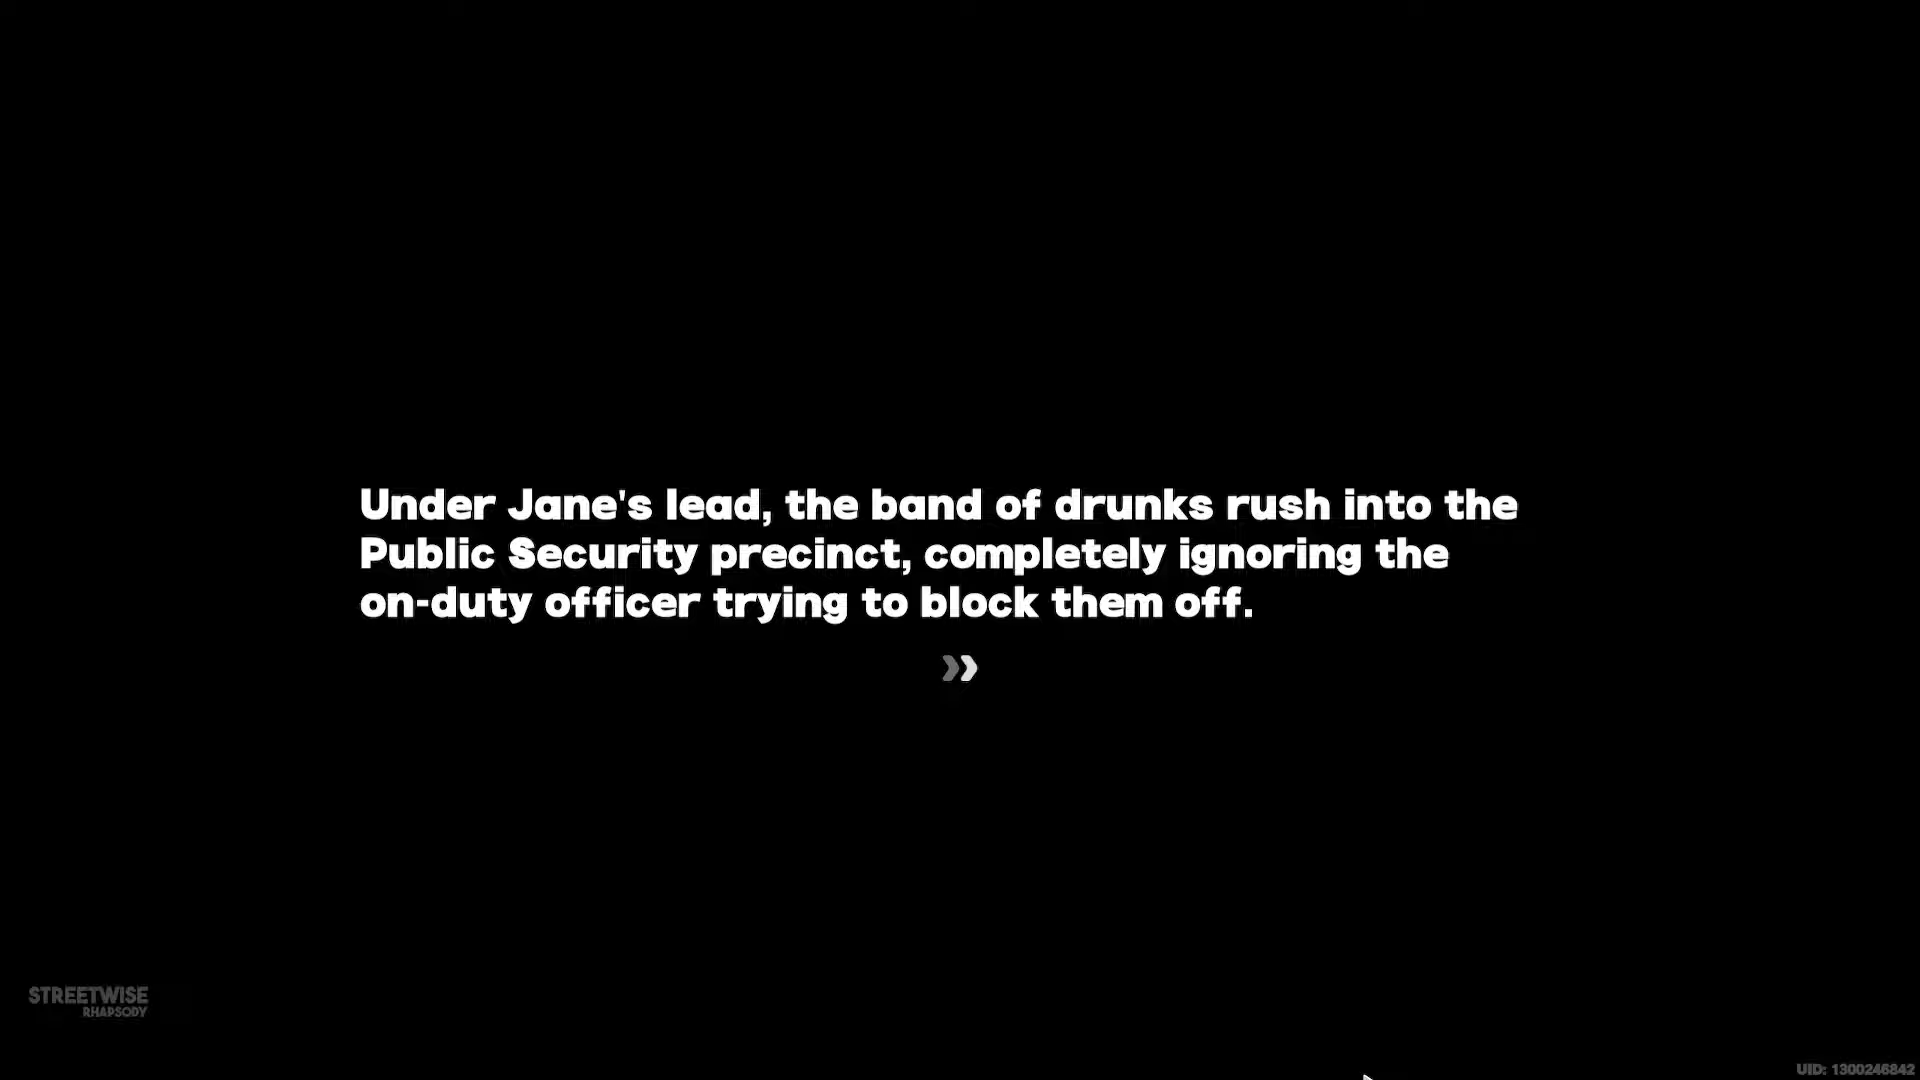 Under Jane's lead, the band of drunks rush into the
Public Security precinct, completely ignoring the
on-duty officer trying to block them off.
STREETWISE
RHAPSODY
UID: 1300246842